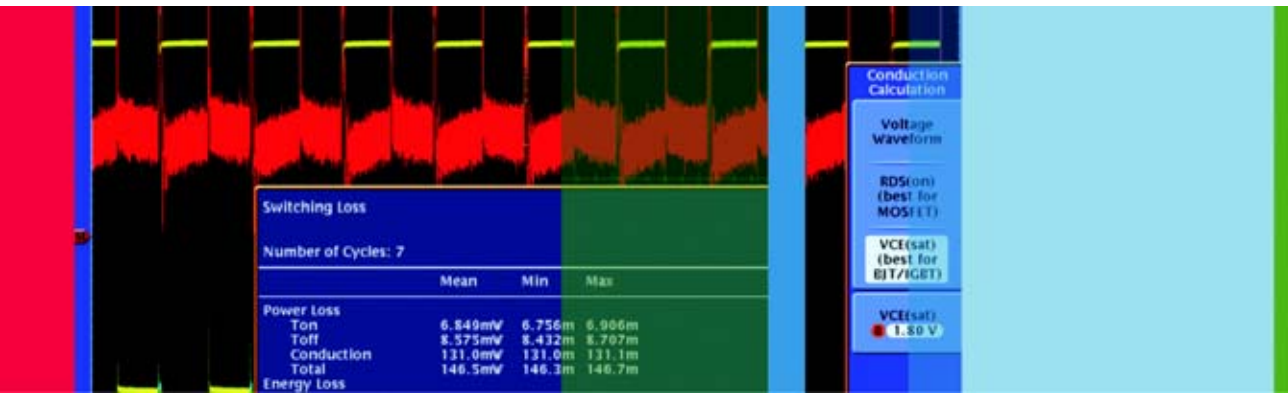 Switching Loss
Number of Cycles: 7
Mean Min Max
Power Loss
Ton 6.849mW 6.756m 6.906m
Toff 8.575mW 8.432m 8.707m
Conduction 131.0mW 131.0m 131.1m
Total 146.5mW 146.3m 146.7m
Energy Loss
Conduction
Calculation
Voltage
Waveform
RDS(on)
(best for
MOSFET)
VCE(sat)
(best for
BJT/IGBT)
VCE(sat)
1.80 V